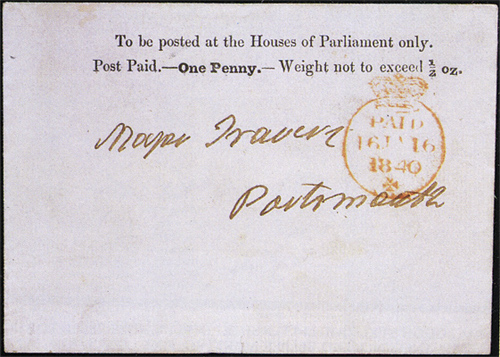 To be posted at the Houses of Parliament only.
Post Paid.—One Penny.—Weight not to exceed ½ oz.
PAID
16 JA 16
1840
Major Travers
Portsmouth